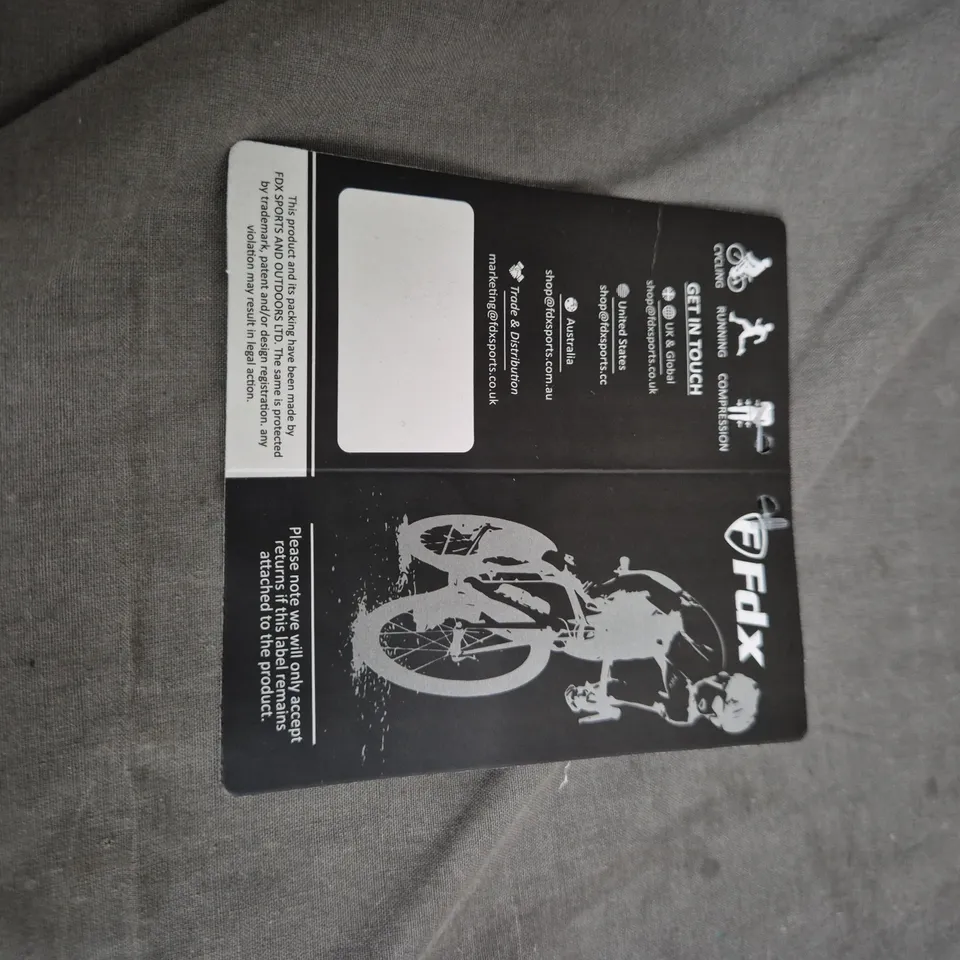 CYCLING RUNNING COMPRESSION
GET IN TOUCH
UK & Global
shop@fdxsports.co.uk
United States
shop@fdxsports.cc
Australia
shop@fdxsports.com.au
Trade & Distribution
marketing@fdxsports.co.uk
This product and its packing have been made by
FDX SPORTS AND OUTDOORS LTD. The same is protected
by trademark, patent and/or design registration. any
violation may result in legal action.
Fdx
Please note we will only accept
returns if this label remains
attached to the product.